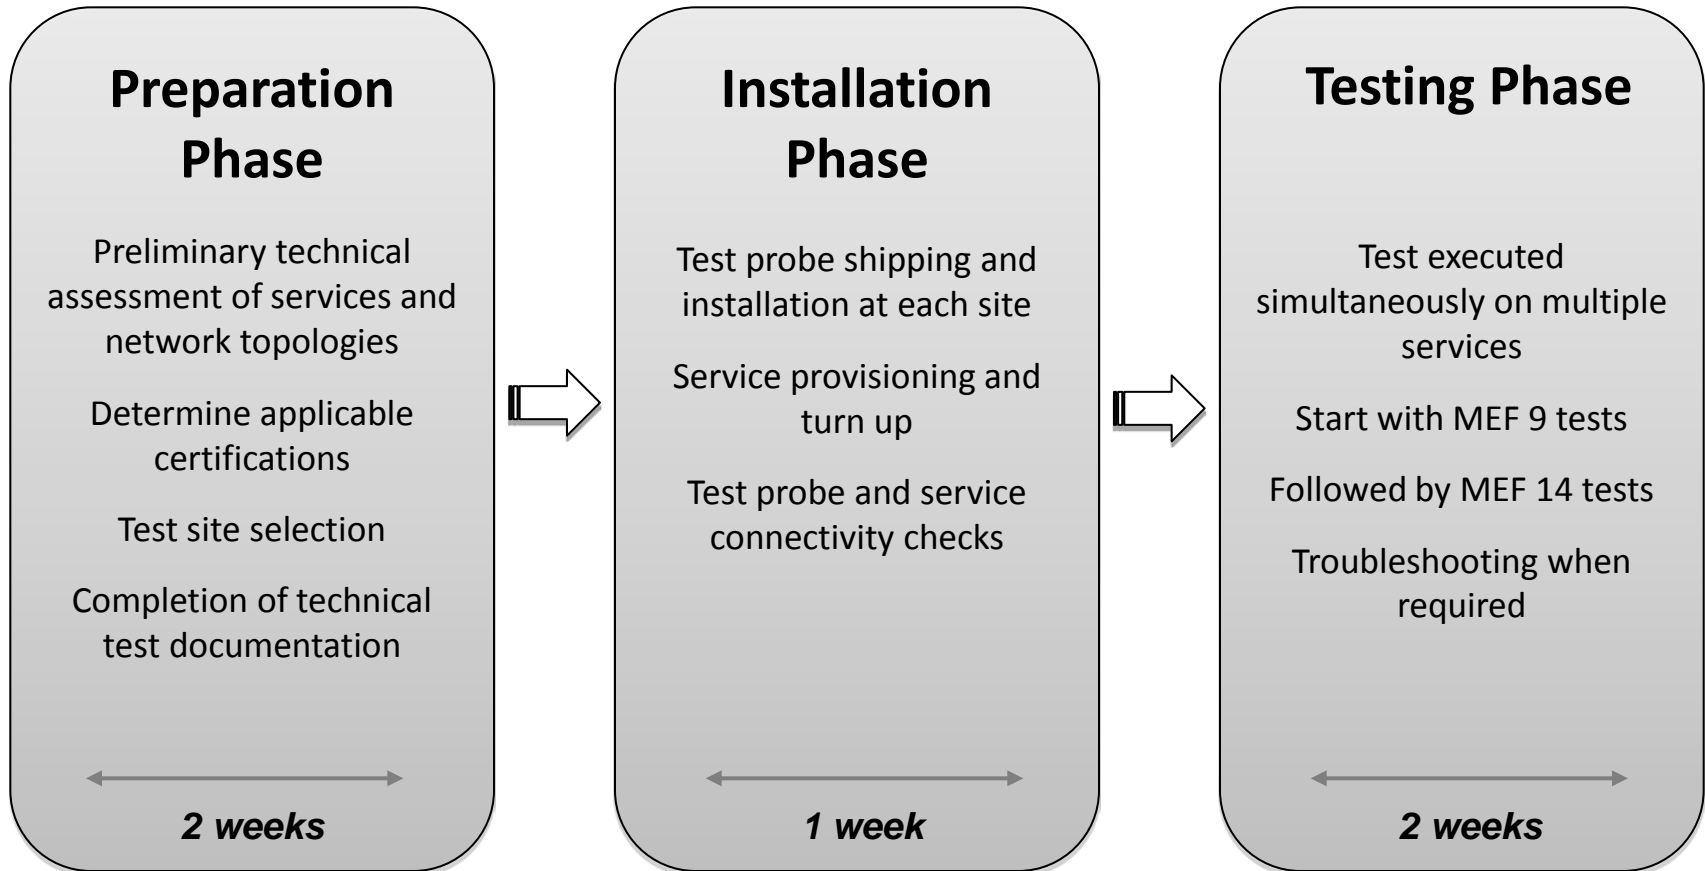 Preparation
Phase
Preliminary technical
assessment of services and
network topologies
Determine applicable
certifications
Test site selection
Completion of technical
test documentation
2 weeks
Installation
Phase
Test probe shipping and
installation at each site
Service provisioning and
turn up
Test probe and service
connectivity checks
1 week
Testing Phase
Test executed
simultaneously on multiple
services
Start with MEF 9 tests
Followed by MEF 14 tests
Troubleshooting when
required
2 weeks